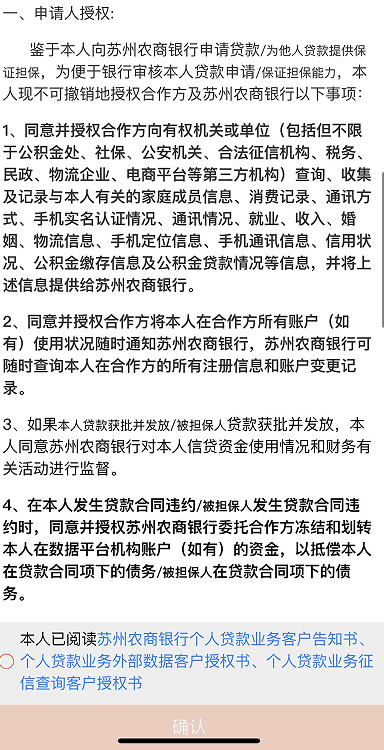 一、申请人授权:
鉴于本人向苏州农商银行申请贷款/为他人贷款提供保
证担保，为便于银行审核本人贷款申请/保证担保能力，本
人现不可撤销地授权合作方及苏州农商银行以下事项：
1、同意并授权合作方向有权机关或单位（包括但不限
于公积金处、社保、公安机关、合法征信机构、税务、
民政、物流企业、电商平台等第三方机构）查询、收集
及记录与本人有关的家庭成员信息、消费记录、通讯方
式、手机实名认证情况、通讯情况、就业、收入、婚
姻、物流信息、手机定位信息、手机通讯信息、信用状
况、公积金缴存信息及公积金贷款情况等信息，并将上
述信息提供给苏州农商银行。
2、同意并授权合作方将本人在合作方所有账户（如
有）使用状况随时通知苏州农商银行，苏州农商银行可
随时查询本人在合作方的所有注册信息和账户变更记
录。
3、如果本人贷款获批并发放/被担保人贷款获批并发放，本
人同意苏州农商银行对本人信贷资金使用情况和财务有
关活动进行监督。
4、在本人发生贷款合同违约/被担保人发生贷款合同违
约时，同意并授权苏州农商银行委托合作方冻结和划转
本人在数据平台机构账户（如有）的资金，以抵偿本人
在贷款合同项下的债务/被担保人在贷款合同项下的债
务。
本人已阅读苏州农商银行个人贷款业务客户告知书、
个人贷款业务外部数据客户授权书、个人贷款业务征
信查询客户授权书
确认